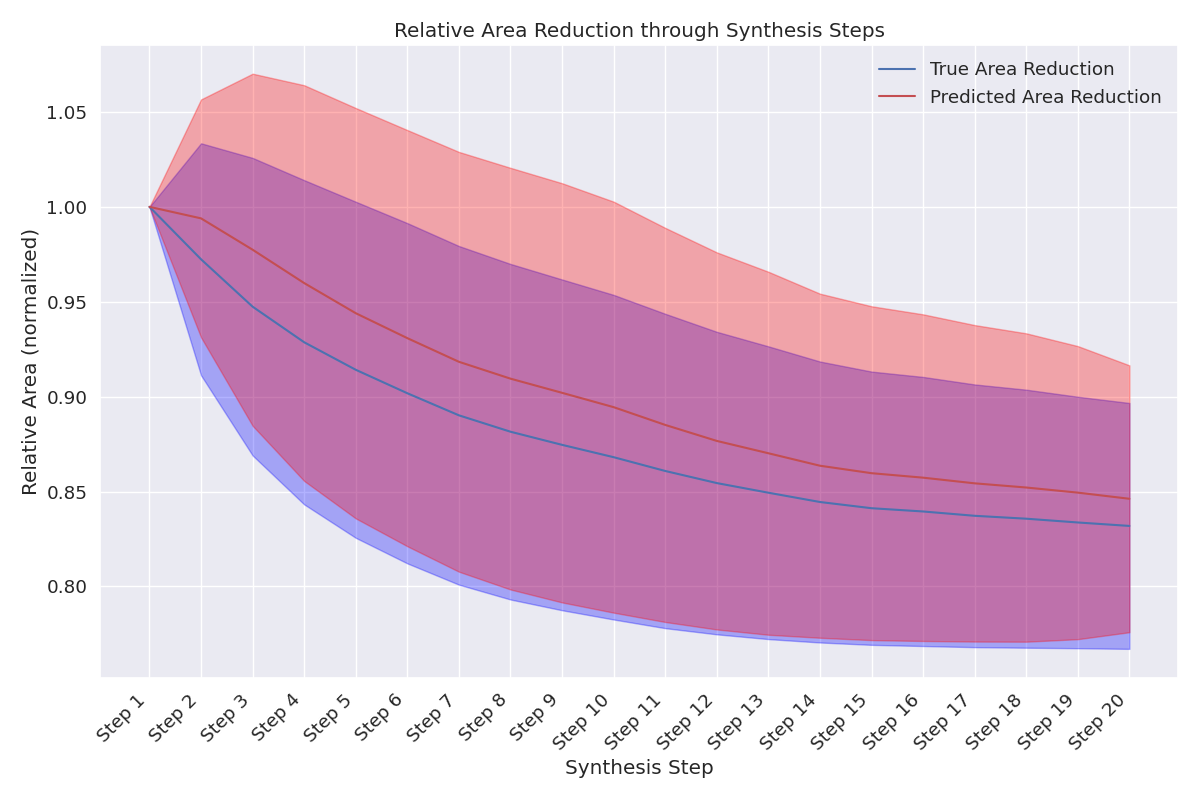 Relative Area Reduction through Synthesis Steps
True Area Reduction
Predicted Area Reduction
Relative Area (normalized)
1.05
1.00
0.95
0.90
0.85
0.80
Step 1
Step 2
Step 3
Step 4
Step 5
Step 6
Step 7
Step 8
Step 9
Step 10
Step 11
Step 12
Step 13
Step 14
Step 15
Step 16
Step 17
Step 18
Step 19
Step 20
Synthesis Step